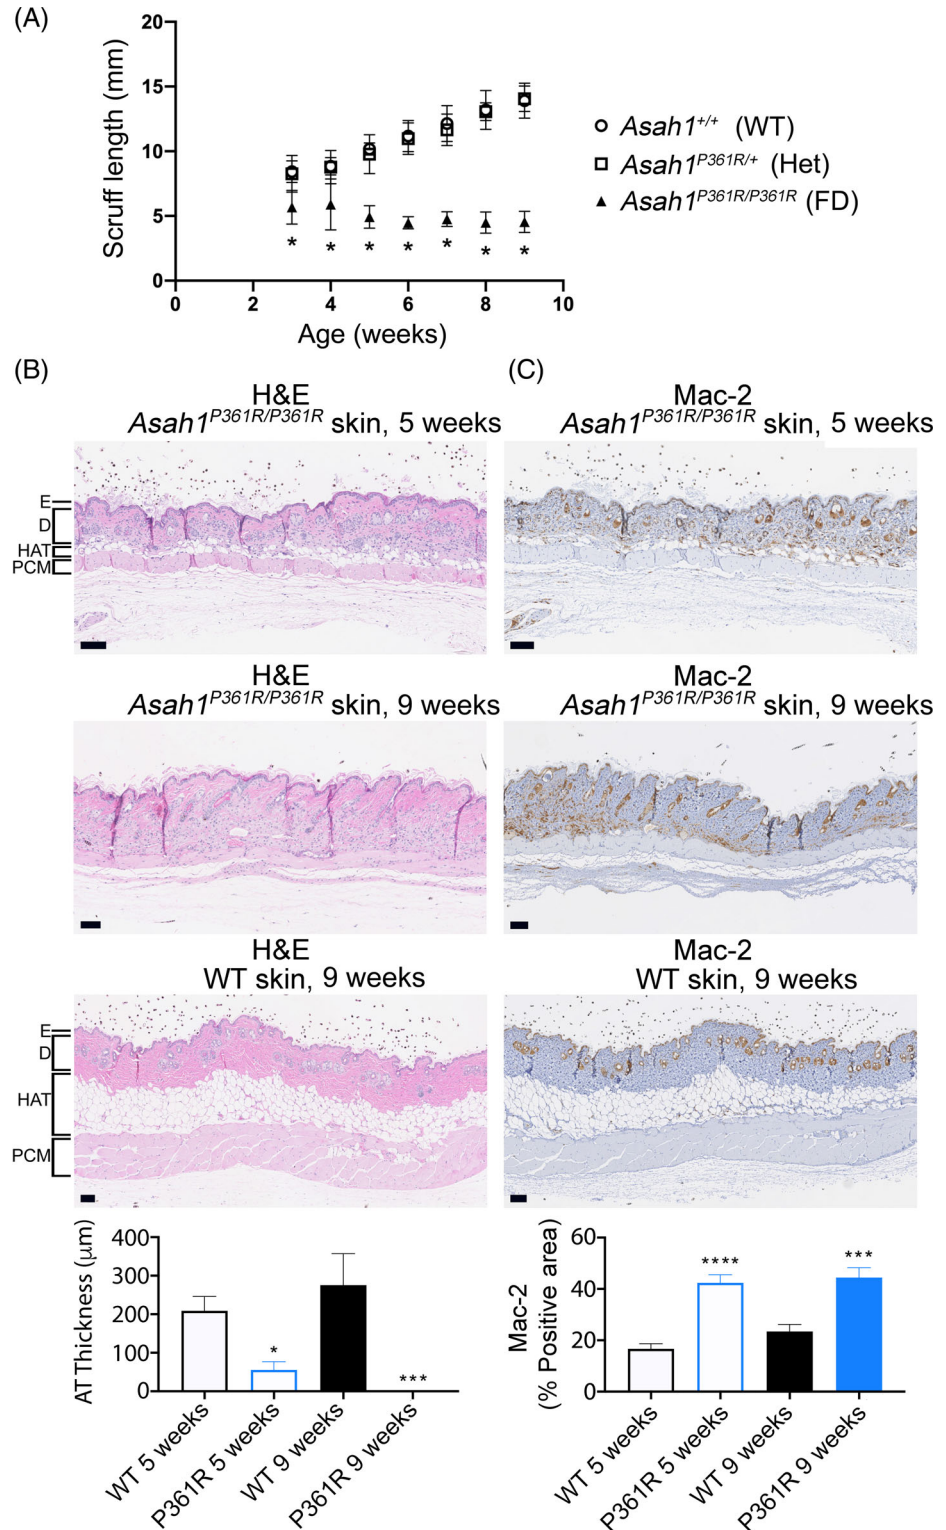 (A)
20
15
10
5
0
Scruff length (mm)
0 2 4 6 8 10
Age (weeks)
* * * * * * *
Asah1+/+ (WT)
Asah1P361R/+ (Het)
Asah1P361R/P361R (FD)
(B)
H&E
Asah1P361R/P361R skin, 5 weeks
E
D
HAT
PCM
H&E
Asah1P361R/P361R skin, 9 weeks
H&E
WT skin, 9 weeks
E
D
HAT
PCM
AT Thickness (μm)
400
300
200
100
0
*
***
WT 5 weeks
P361R 5 weeks
WT 9 weeks
P361R 9 weeks
(C)
Mac-2
Asah1P361R/P361R skin, 5 weeks
Mac-2
Asah1P361R/P361R skin, 9 weeks
Mac-2
WT skin, 9 weeks
Mac-2
(% Positive area)
60
40
20
0
****
***
WT 5 weeks
P361R 5 weeks
WT 9 weeks
P361R 9 weeks